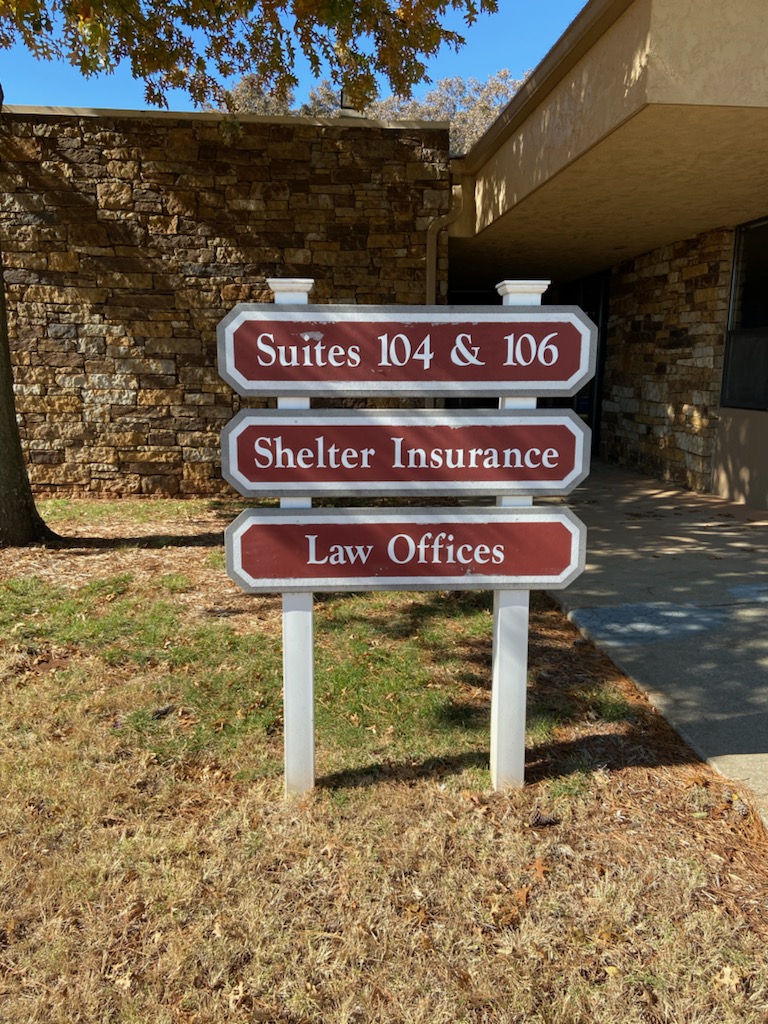 Suites 104 & 106
Shelter Insurance
Law Offices